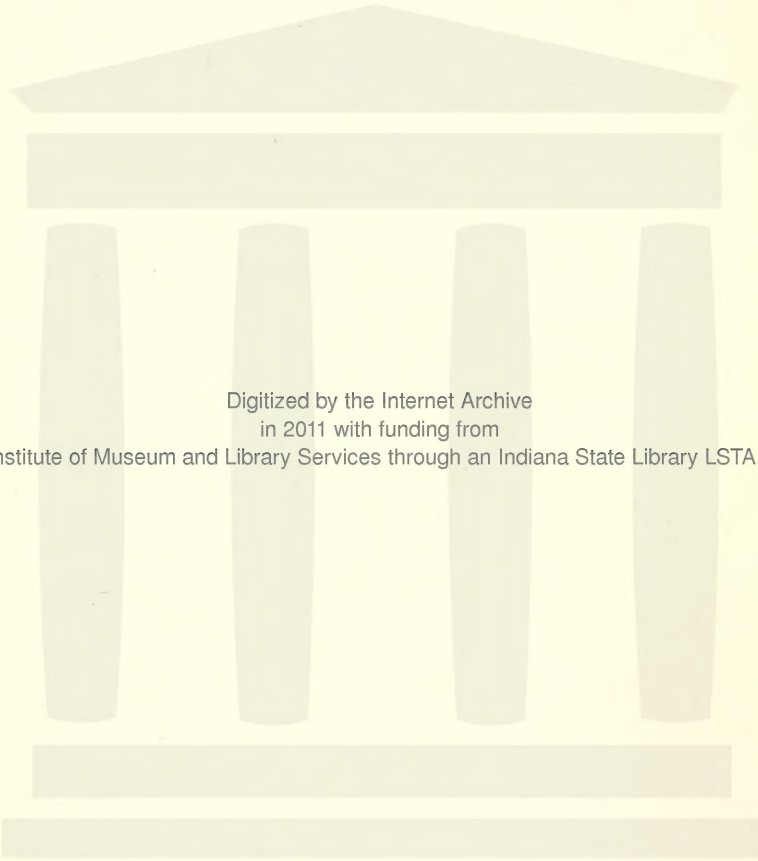 Digitized by the Internet Archive
in 2011 with funding from
nstitute of Museum and Library Services through an Indiana State Library LSTA